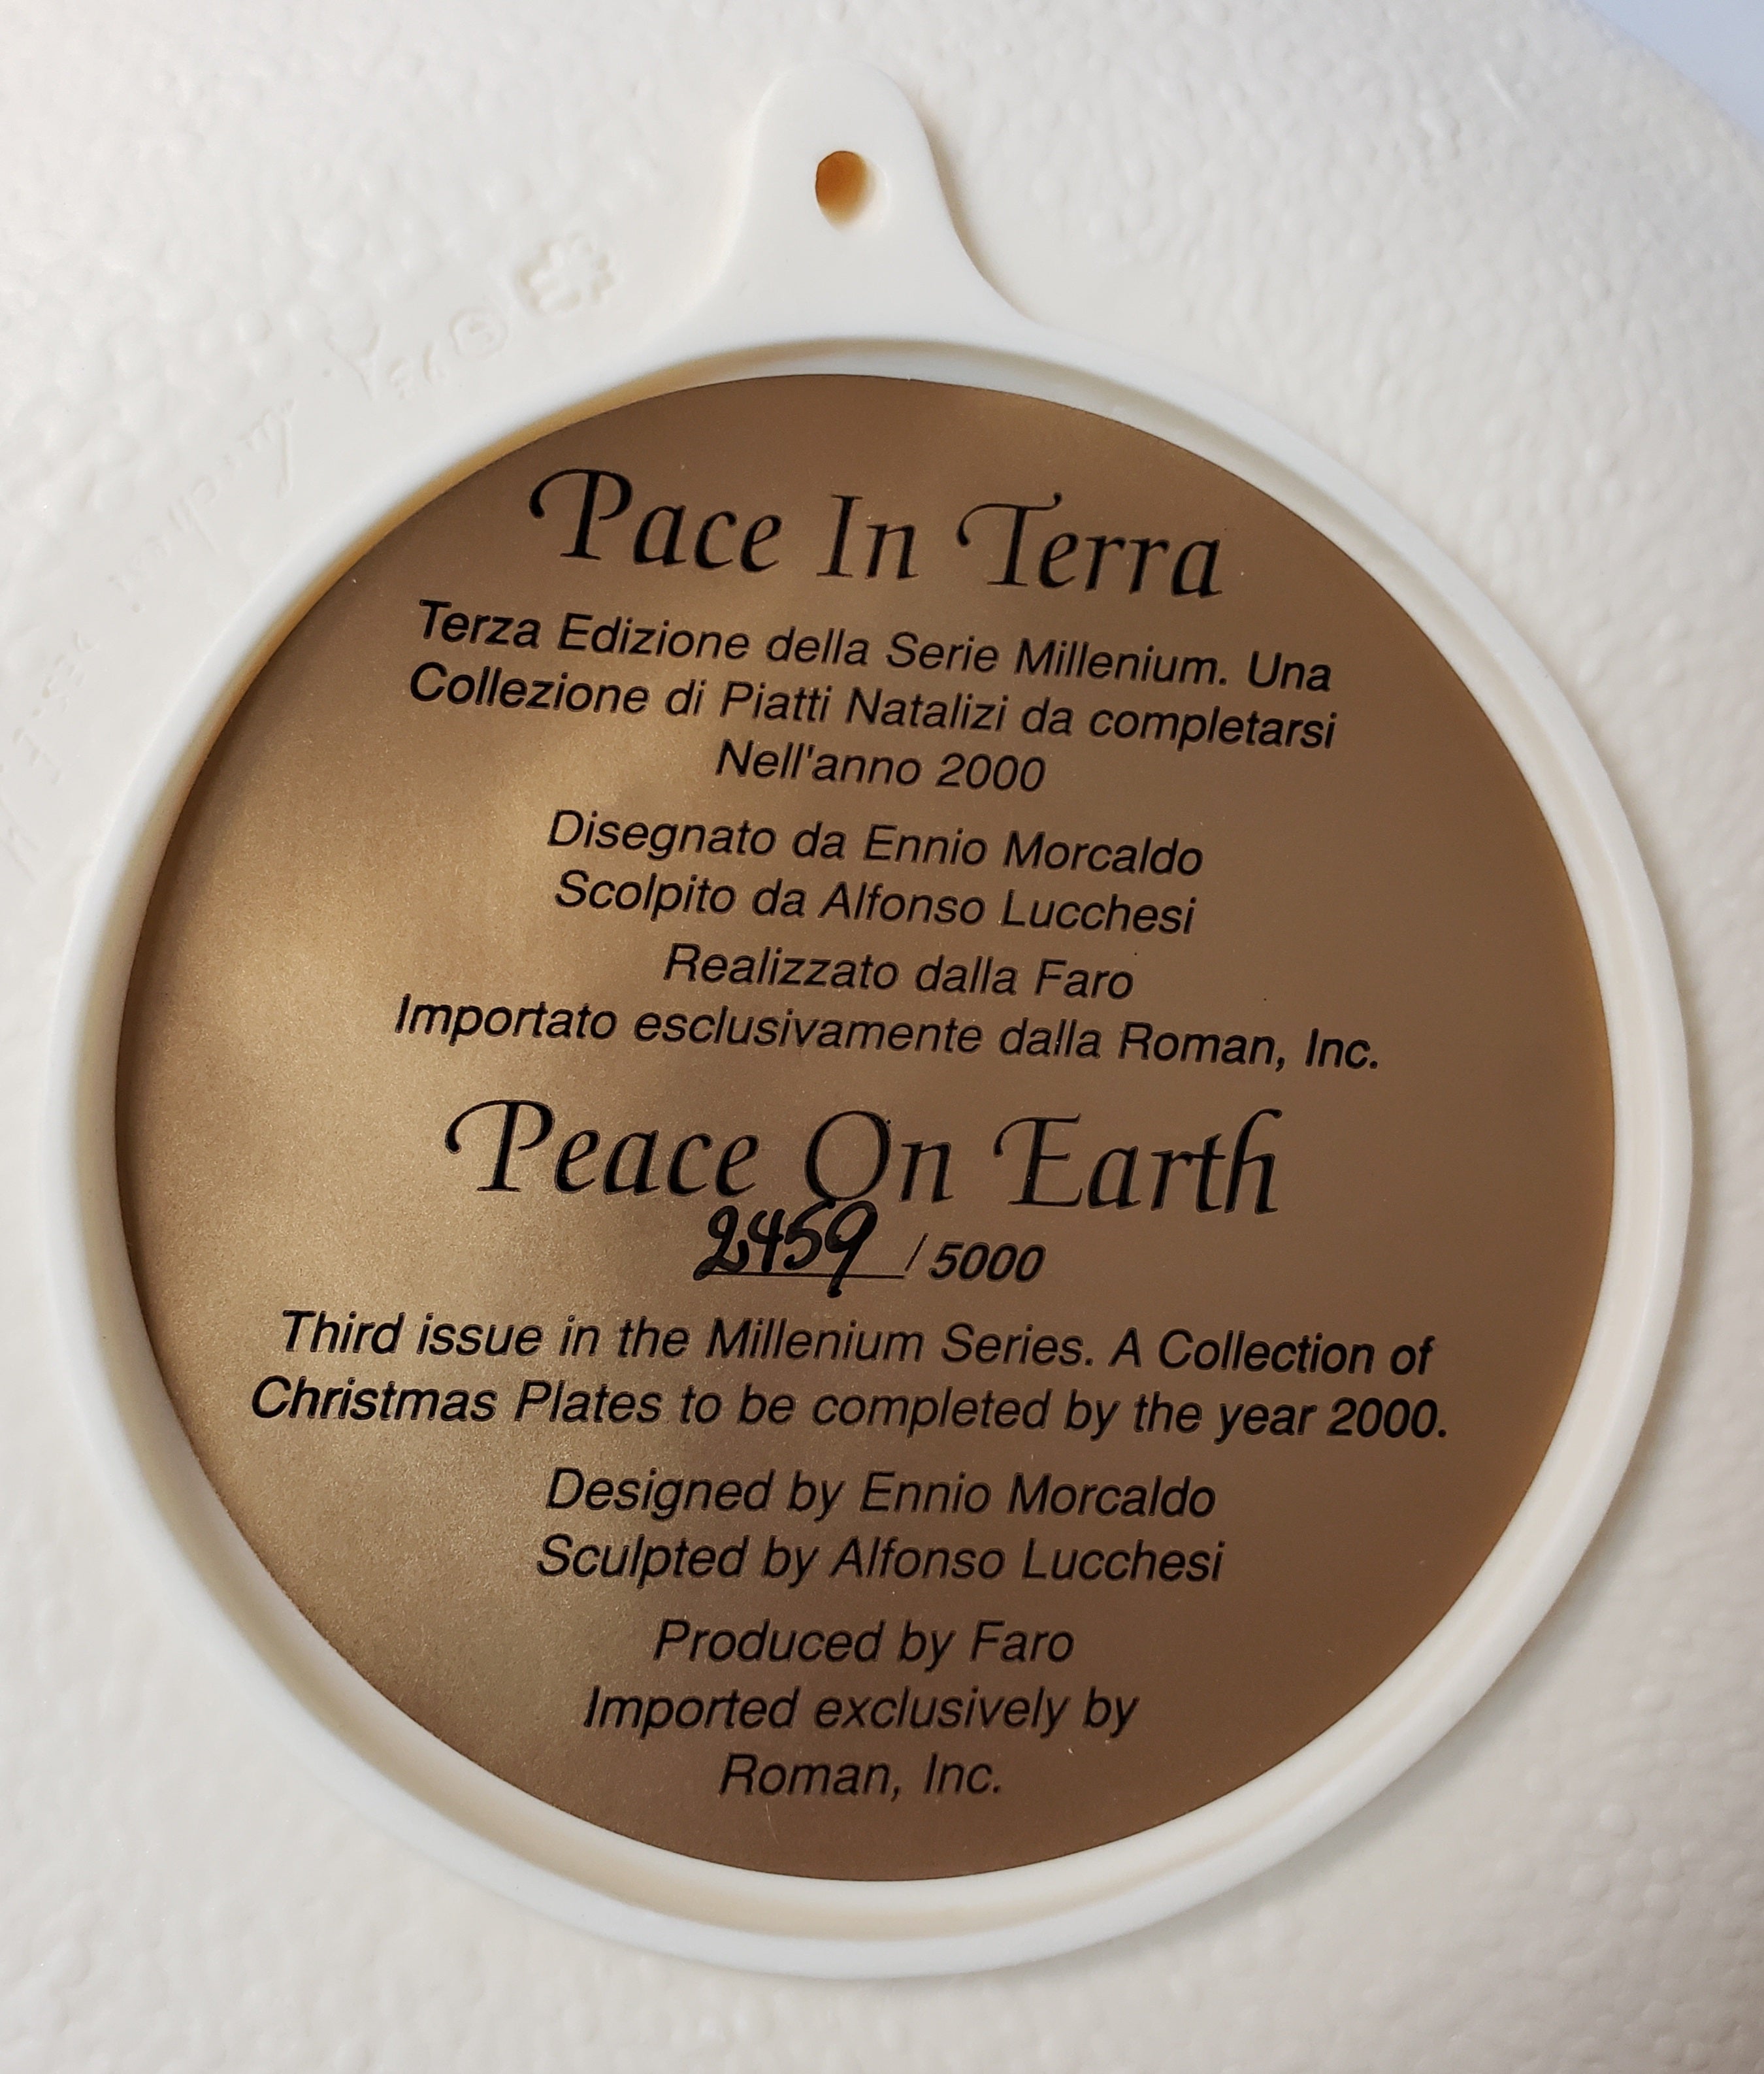 Pace In Terra
Terza Edizione della Serie Millenium. Una
Collezione di Piatti Natalizi da completarsi
Nell'anno 2000
Disegnato da Ennio Morcaldo
Scolpito da Alfonso Lucchesi
Realizzato dalla Faro
Importato esclusivamente dalla Roman, Inc.
Peace On Earth
2459 / 5000
Third issue in the Millenium Series. A Collection of
Christmas Plates to be completed by the year 2000.
Designed by Ennio Morcaldo
Sculpted by Alfonso Lucchesi
Produced by Faro
Imported exclusively by
Roman, Inc.